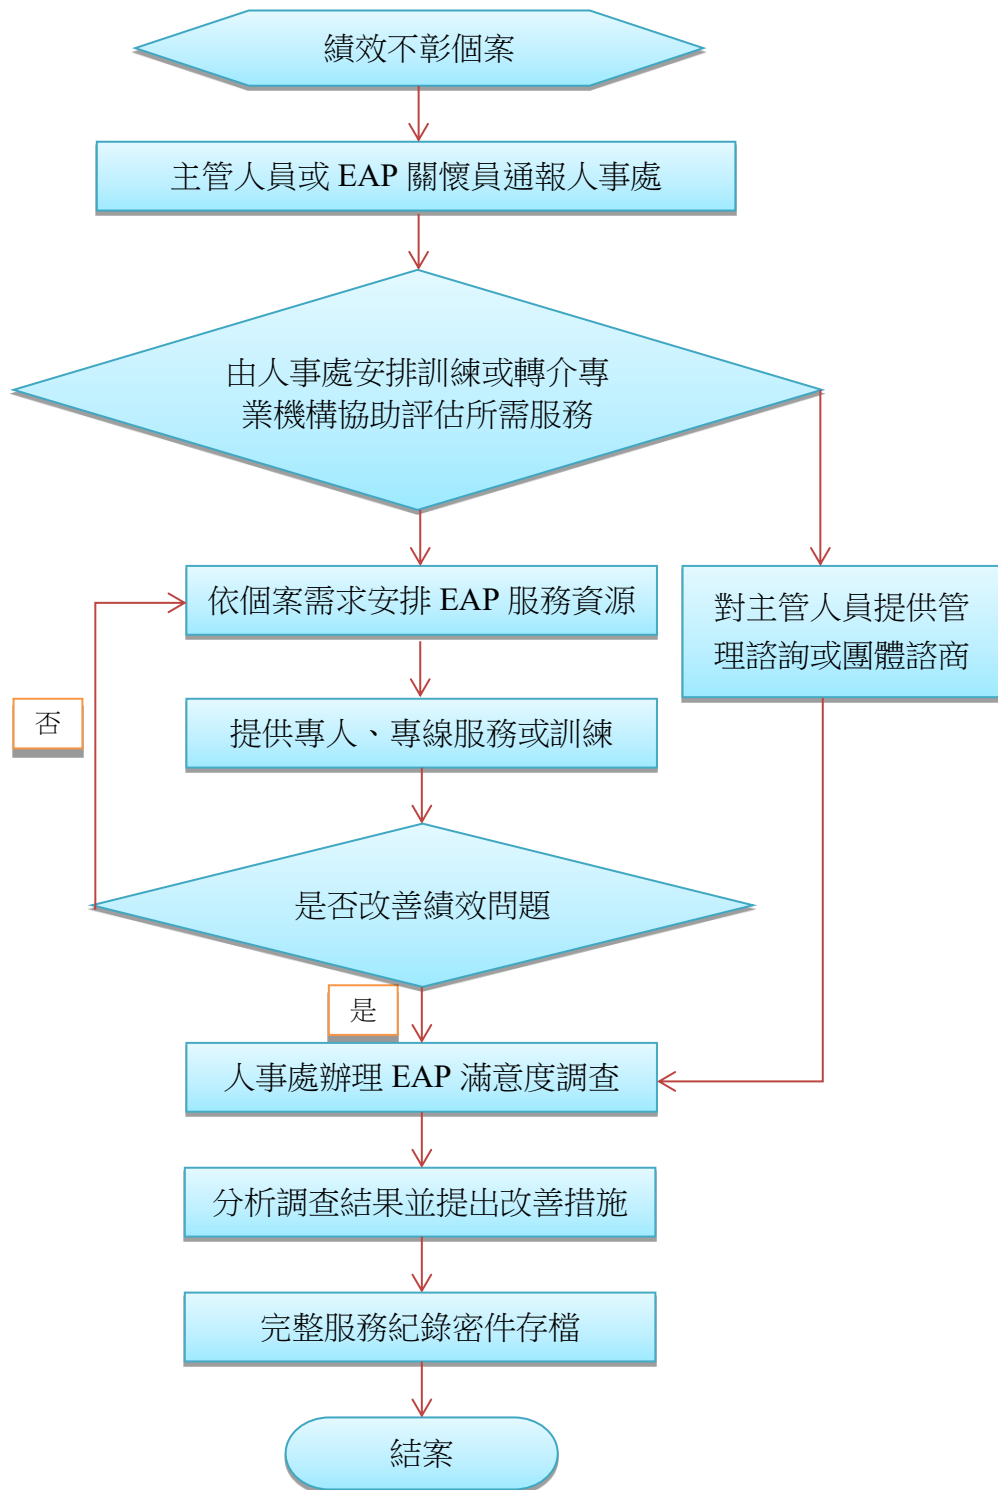 績效不彰個案
主管人員或 EAP 關懷員通報人事處
由人事處安排訓練或轉介專
業機構協助評估所需服務
依個案需求安排 EAP 服務資源
對主管人員提供管
理諮詢或團體諮商
否
提供專人、專線服務或訓練
是否改善績效問題
是
人事處辦理 EAP 滿意度調查
分析調查結果並提出改善措施
完整服務紀錄密件存檔
結案